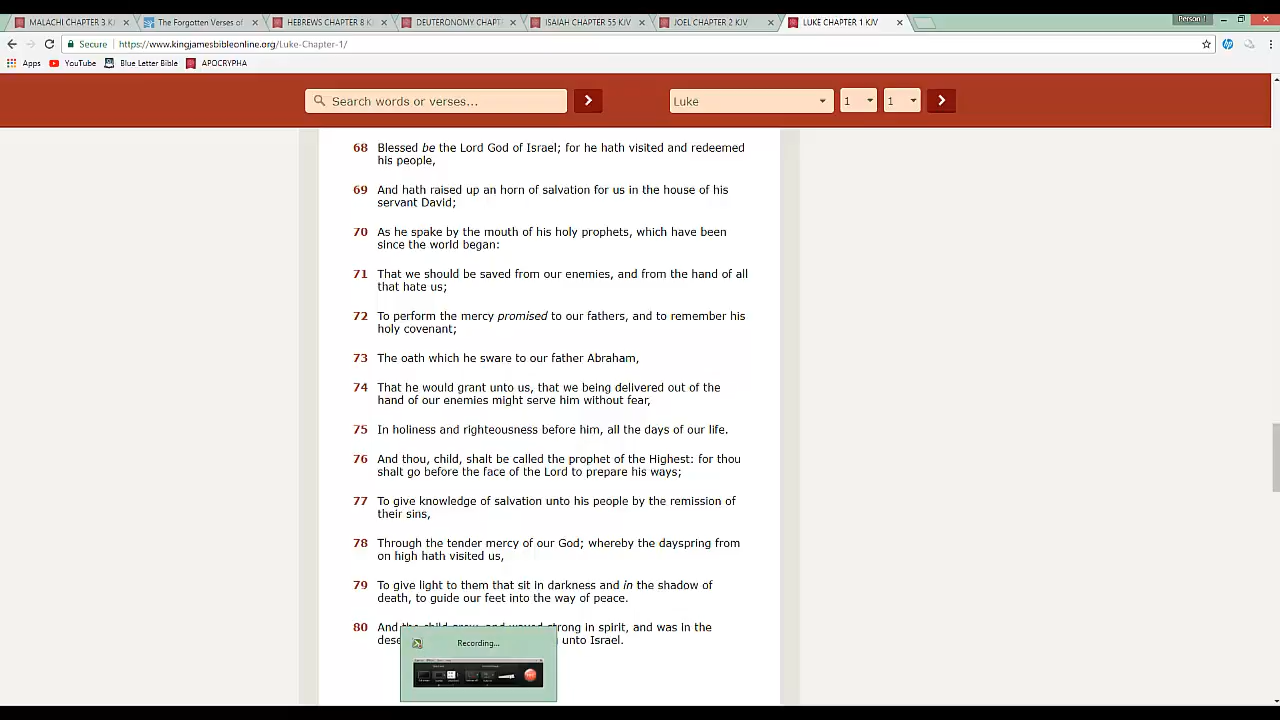 MALACHI CHAPTER 3 KJ
The Forgotten Verses of
HEBREWS CHAPTER 8 K
DEUTERONOMY CHAPT
ISAIAH CHAPTER 55 KJV
JOEL CHAPTER 2 KJV
LUKE CHAPTER 1 KJV
Person 1
Secure
https://www.kingjamesbibleonline.org/Luke-Chapter-1/
Apps
YouTube
Blue Letter Bible
APOCRYPHA
Search words or verses...
Luke
1
1
68 Blessed be the Lord God of Israel; for he hath visited and redeemed
his people,
69 And hath raised up an horn of salvation for us in the house of his
servant David;
70 As he spake by the mouth of his holy prophets, which have been
since the world began:
71 That we should be saved from our enemies, and from the hand of all
that hate us;
72 To perform the mercy promised to our fathers, and to remember his
holy covenant;
73 The oath which he sware to our father Abraham,
74 That he would grant unto us, that we being delivered out of the
hand of our enemies might serve him without fear,
75 In holiness and righteousness before him, all the days of our life.
76 And thou, child, shalt be called the prophet of the Highest: for thou
shalt go before the face of the Lord to prepare his ways;
77 To give knowledge of salvation unto his people by the remission of
their sins,
78 Through the tender mercy of our God; whereby the dayspring from
on high hath visited us,
79 To give light to them that sit in darkness and in the shadow of
death, to guide our feet into the way of peace.
80 And the child grew, and waxed strong in spirit, and was in the
dese unto Israel.
Recording...